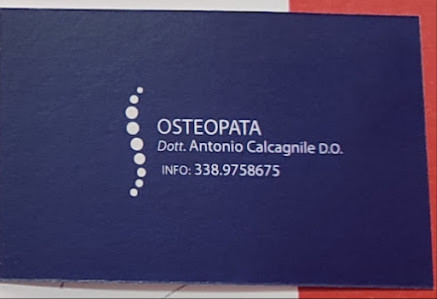 OSTEOPATA
Dott. Antonio Calcagnile D.O.
INFO: 338.9758675